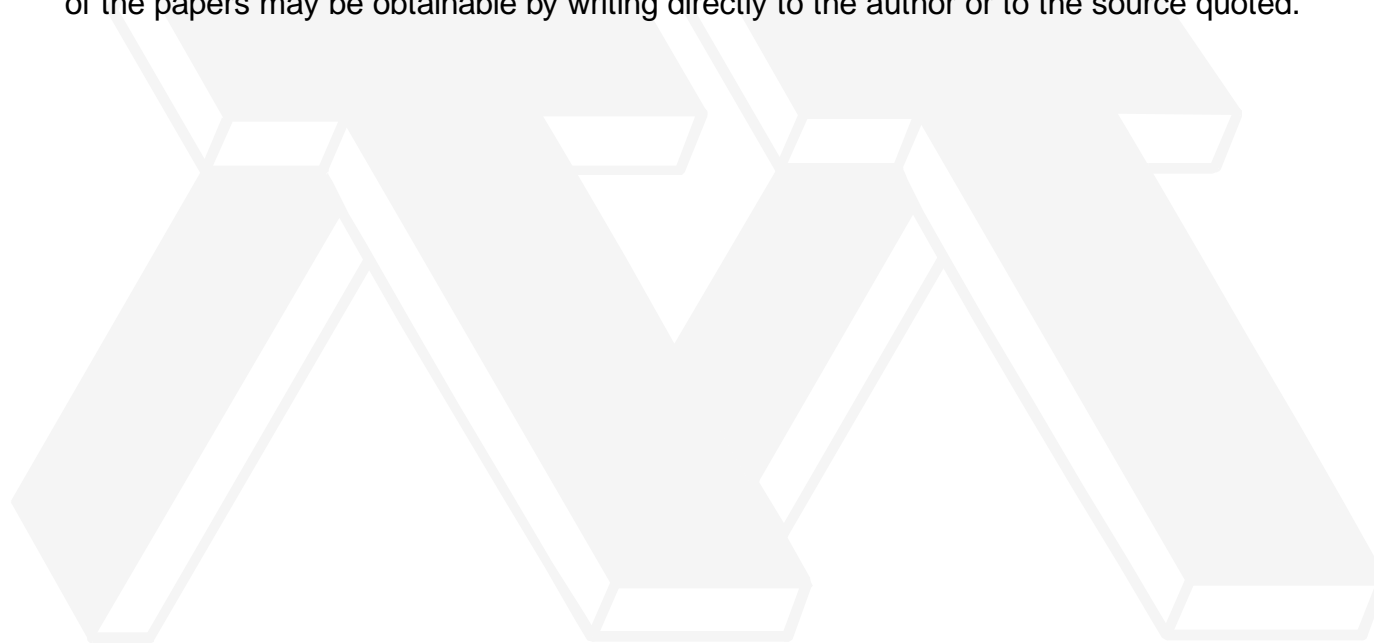 of the papers may be obtainable by writing directly to the author or to the source quoted.